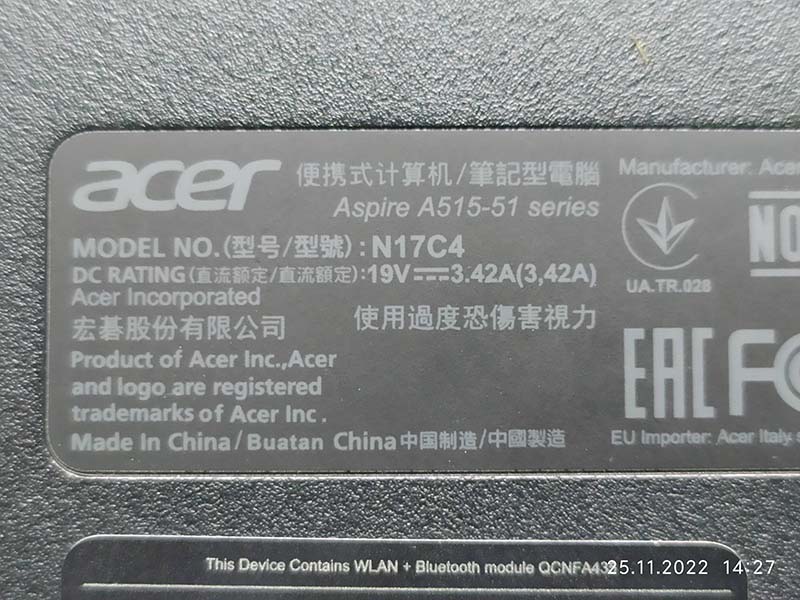 acer 便携式计算机/筆記型電腦
Aspire A515-51 series
MODEL NO.(型号/型號):N17C4
DC RATING(直流额定/直流額定):19V⎓3.42A(3,42A)
Acer Incorporated
宏碁股份有限公司
使用過度恐傷害視力
Product of Acer Inc.,Acer
and logo are registered
trademarks of Acer Inc.
Made In China/Buatan China中国制造/中國製造
Manufacturer: Acer
UA.TR.028
NO
EAC FC
EU Importer: Acer Italy s
This Device Contains WLAN + Bluetooth module
25.11.2022 14:27